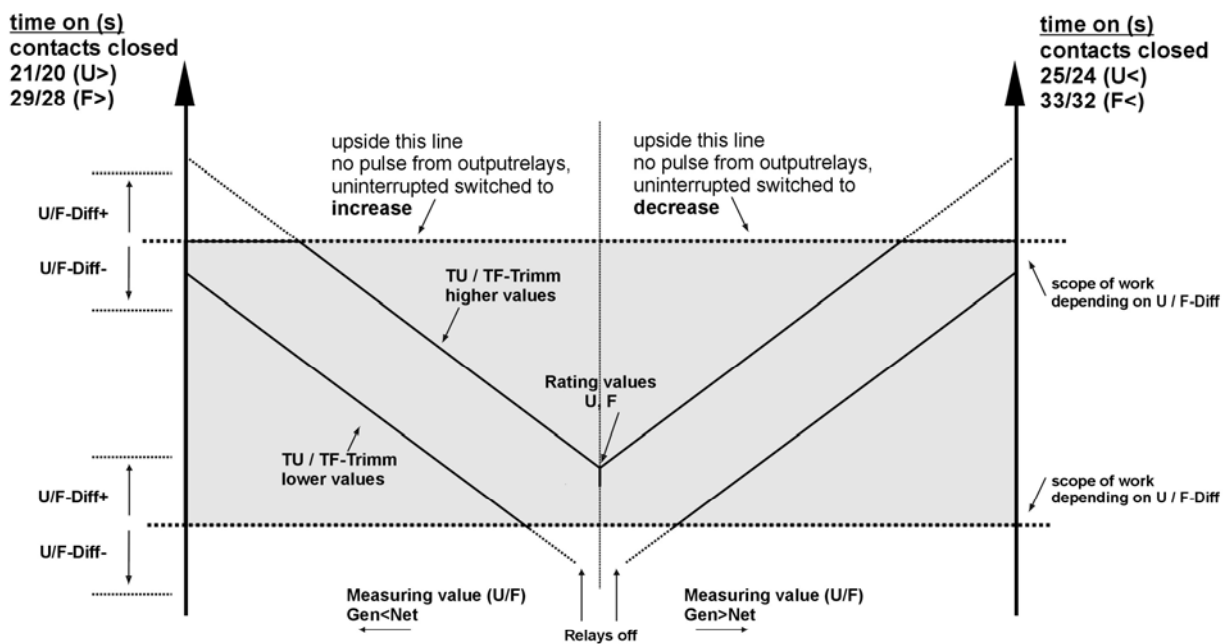 time on (s)
contacts closed
21/20 (U>)
29/28 (F>)
time on (s)
contacts closed
25/24 (U<)
33/32 (F<)
upside this line
no pulse from outputrelays,
uninterrupted switched to
increase
upside this line
no pulse from outputrelays,
uninterrupted switched to
decrease
U/F-Diff+
U/F-Diff-
TU / TF-Trimm
higher values
scope of work
depending on U / F-Diff
Rating values
U, F
TU / TF-Trimm
lower values
U/F-Diff+
U/F-Diff-
scope of work
depending on U / F-Diff
Measuring value (U/F)
Gen<Net
Measuring value (U/F)
Gen>Net
Relays off